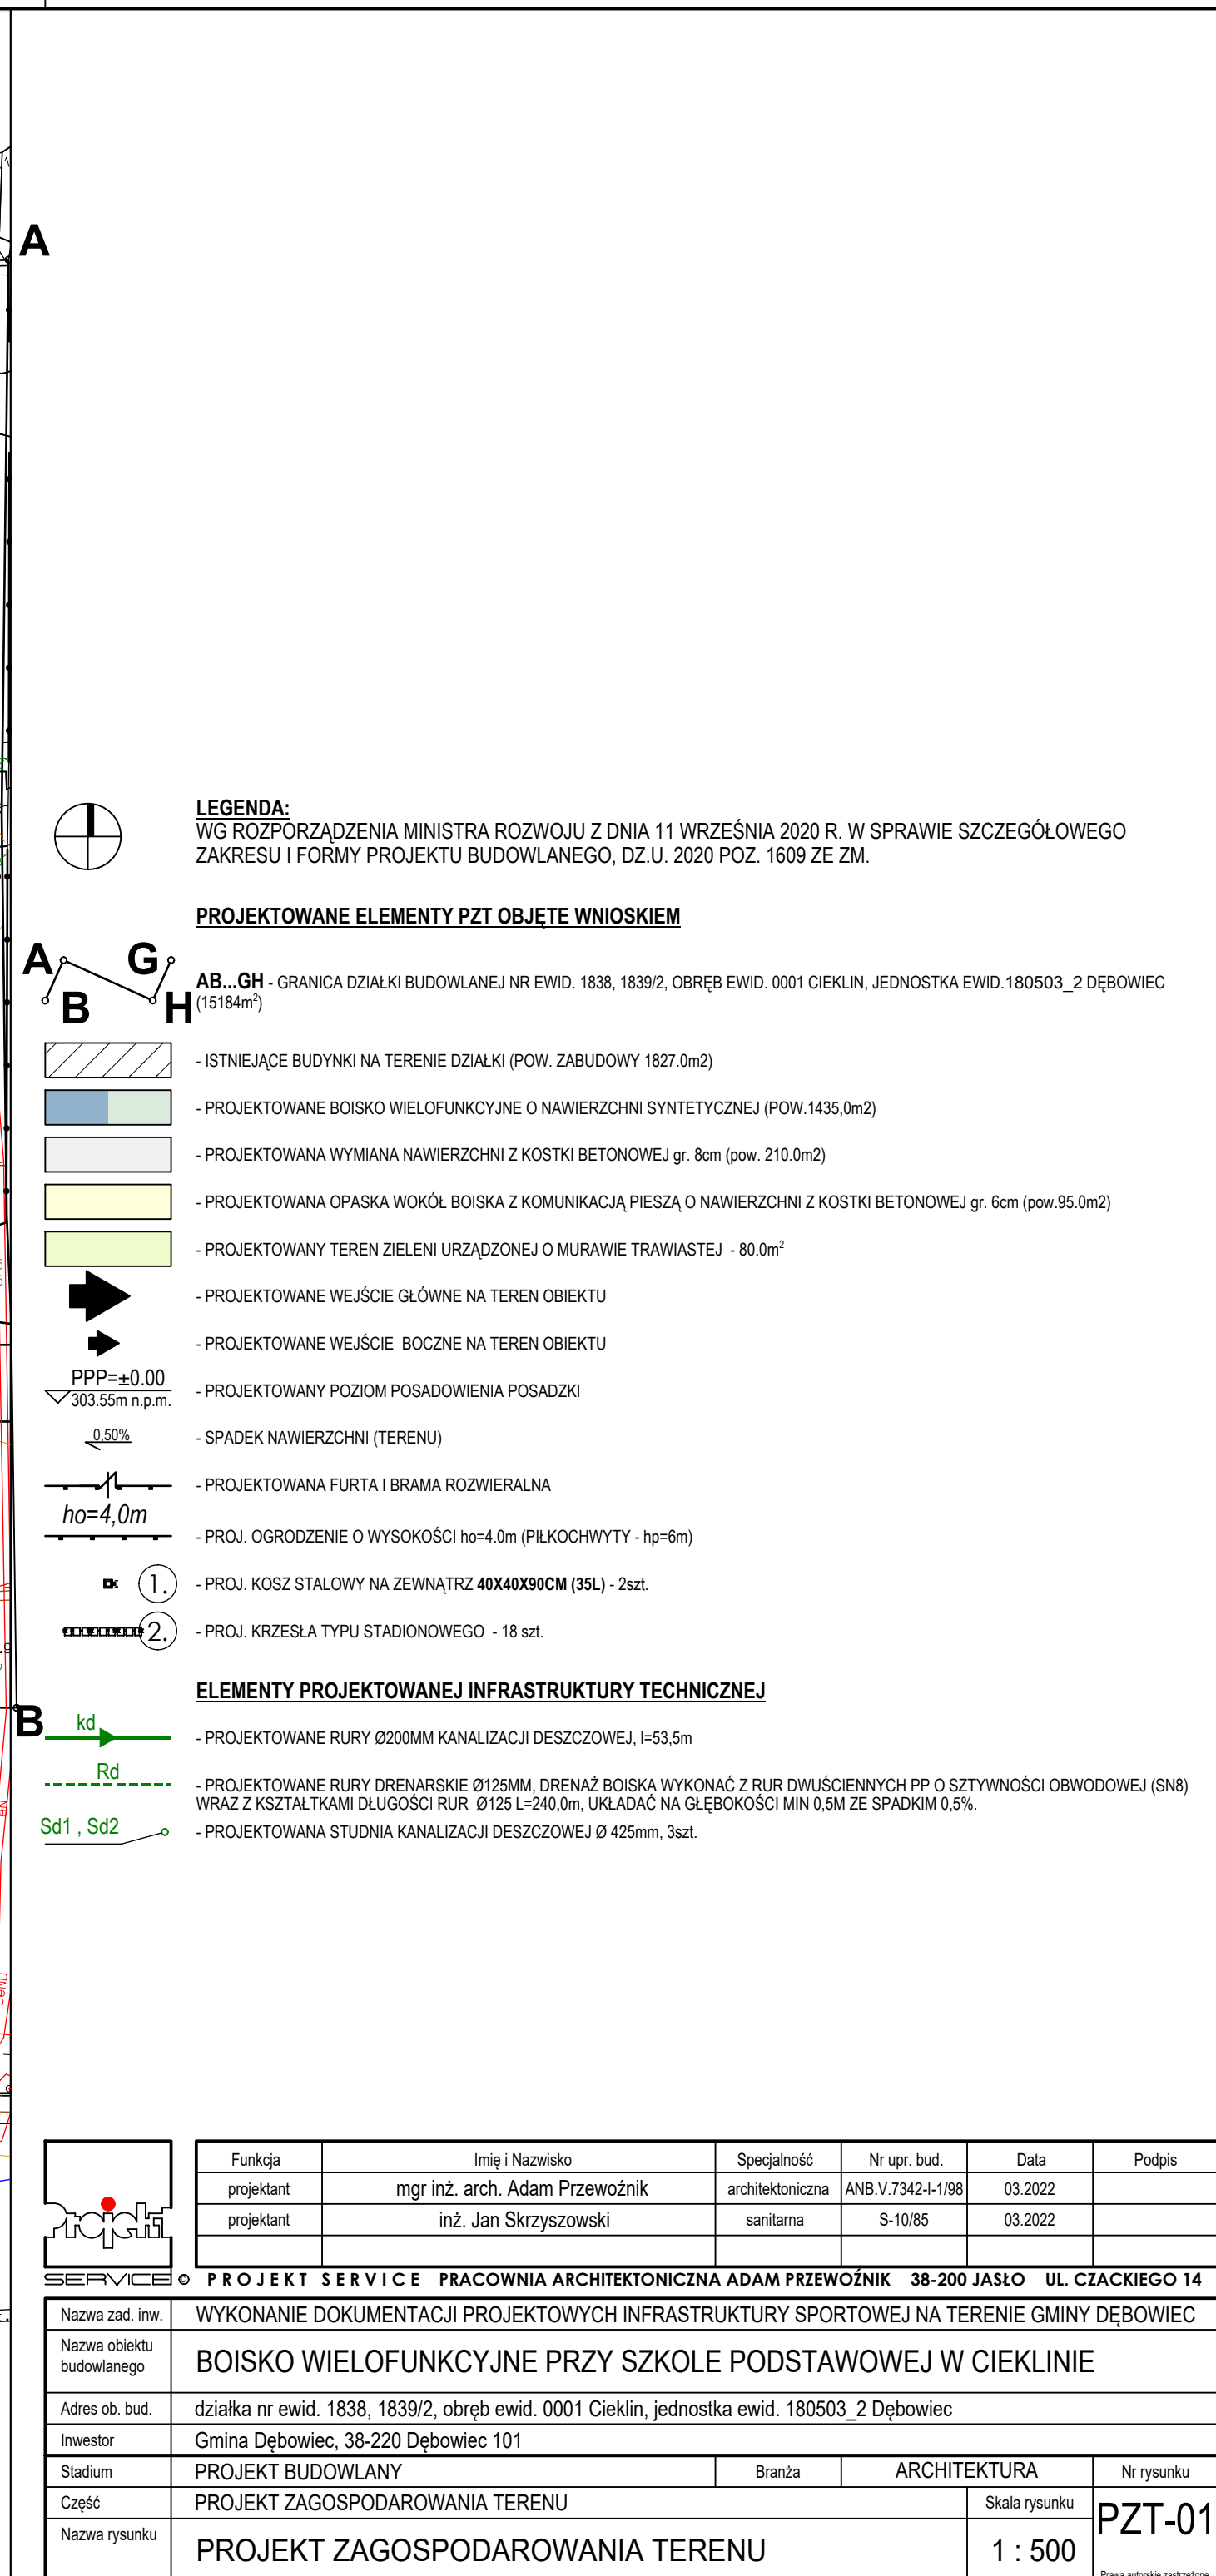 A
LEGENDA:
WG ROZPORZĄDZENIA MINISTRA ROZWOJU Z DNIA 11 WRZEŚNIA 2020 R. W SPRAWIE SZCZEGÓŁOWEGO
ZAKRESU I FORMY PROJEKTU BUDOWLANEGO, DZ.U. 2020 POZ. 1609 ZE ZM.
PROJEKTOWANE ELEMENTY PZT OBJĘTE WNIOSKIEM
A G
B H
AB...GH - GRANICA DZIAŁKI BUDOWLANEJ NR EWID. 1838, 1839/2, OBRĘB EWID. 0001 CIEKLIN, JEDNOSTKA EWID.180503_2 DĘBOWIEC
(15184m²)
- ISTNIEJĄCE BUDYNKI NA TERENIE DZIAŁKI (POW. ZABUDOWY 1827.0m2)
- PROJEKTOWANE BOISKO WIELOFUNKCYJNE O NAWIERZCHNI SYNTETYCZNEJ (POW.1435,0m2)
- PROJEKTOWANA WYMIANA NAWIERZCHNI Z KOSTKI BETONOWEJ gr. 8cm (pow. 210.0m2)
- PROJEKTOWANA OPASKA WOKÓŁ BOISKA Z KOMUNIKACJĄ PIESZĄ O NAWIERZCHNI Z KOSTKI BETONOWEJ gr. 6cm (pow.95.0m2)
- PROJEKTOWANY TEREN ZIELENI URZĄDZONEJ O MURAWIE TRAWIASTEJ - 80.0m²
- PROJEKTOWANE WEJŚCIE GŁÓWNE NA TEREN OBIEKTU
- PROJEKTOWANE WEJŚCIE BOCZNE NA TEREN OBIEKTU
PPP=±0.00
303.55m n.p.m.
- PROJEKTOWANY POZIOM POSADOWIENIA POSADZKI
0,50%
- SPADEK NAWIERZCHNI (TERENU)
- PROJEKTOWANA FURTA I BRAMA ROZWIERALNA
ho=4,0m
- PROJ. OGRODZENIE O WYSOKOŚCI ho=4.0m (PIŁKOCHWYTY - hp=6m)
1. - PROJ. KOSZ STALOWY NA ZEWNĄTRZ 40X40X90CM (35L) - 2szt.
2. - PROJ. KRZESŁA TYPU STADIONOWEGO - 18 szt.
ELEMENTY PROJEKTOWANEJ INFRASTRUKTURY TECHNICZNEJ
B
kd
- PROJEKTOWANE RURY Ø200MM KANALIZACJI DESZCZOWEJ, l=53,5m
Rd
- PROJEKTOWANE RURY DRENARSKIE Ø125MM, DRENAŻ BOISKA WYKONAĆ Z RUR DWUŚCIENNYCH PP O SZTYWNOŚCI OBWODOWEJ (SN8)
WRAZ Z KSZTAŁTKAMI DŁUGOŚCI RUR Ø125 L=240,0m, UKŁADAĆ NA GŁĘBOKOŚCI MIN 0,5M ZE SPADKIM 0,5%.
Sd1 , Sd2
- PROJEKTOWANA STUDNIA KANALIZACJI DESZCZOWEJ Ø 425mm, 3szt.
Funkcja Imię i Nazwisko Specjalność Nr upr. bud. Data Podpis
projektant mgr inż. arch. Adam Przewoźnik architektoniczna ANB.V.7342-I-1/98 03.2022
projektant inż. Jan Skrzyszowski sanitarna S-10/85 03.2022
Projekt
SERVICE © PROJEKT SERVICE PRACOWNIA ARCHITEKTONICZNA ADAM PRZEWOŹNIK 38-200 JASŁO UL. CZACKIEGO 14
Nazwa zad. inw. WYKONANIE DOKUMENTACJI PROJEKTOWYCH INFRASTRUKTURY SPORTOWEJ NA TERENIE GMINY DĘBOWIEC
Nazwa obiektu
budowlanego
BOISKO WIELOFUNKCYJNE PRZY SZKOLE PODSTAWOWEJ W CIEKLINIE
Adres ob. bud. działka nr ewid. 1838, 1839/2, obręb ewid. 0001 Cieklin, jednostka ewid. 180503_2 Dębowiec
Inwestor Gmina Dębowiec, 38-220 Dębowiec 101
Stadium PROJEKT BUDOWLANY Branża ARCHITEKTURA Nr rysunku
Część PROJEKT ZAGOSPODAROWANIA TERENU Skala rysunku PZT-01
Nazwa rysunku PROJEKT ZAGOSPODAROWANIA TERENU 1 : 500
Prawa autorskie zastrzeżone